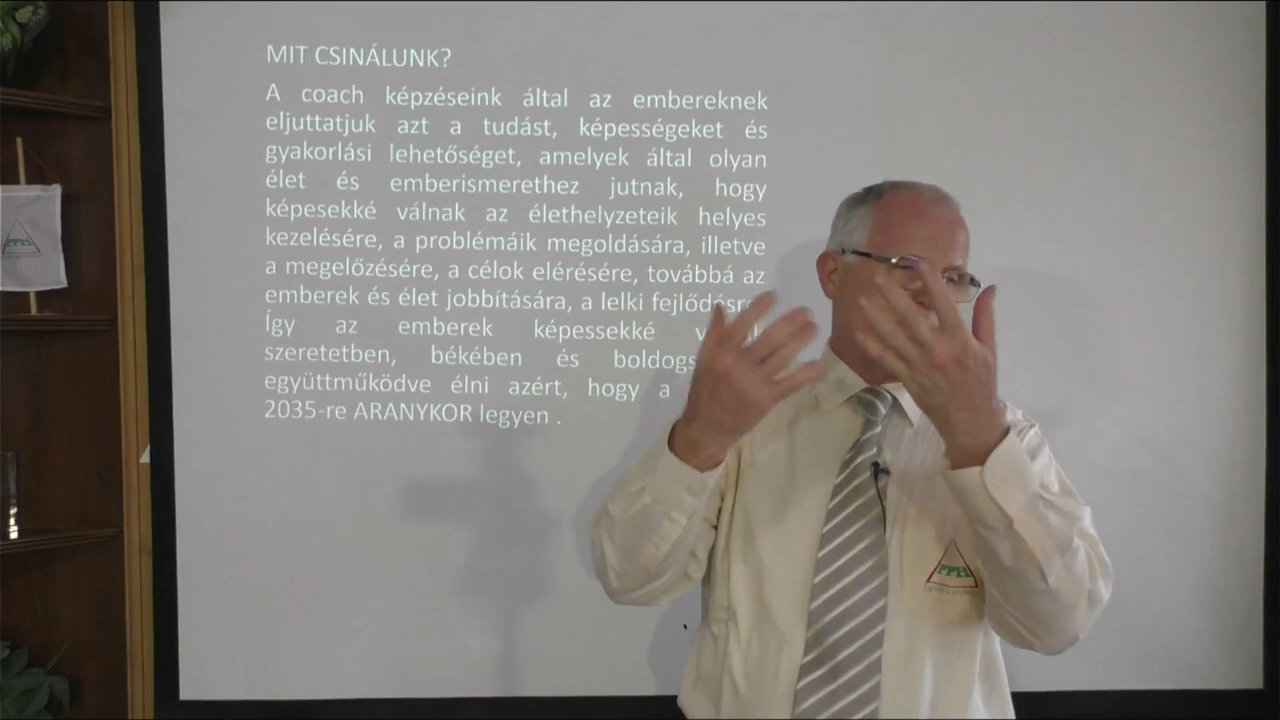 MIT CSINÁLUNK?
A coach képzéseink által az embereknek
eljuttatjuk azt a tudást, képességeket és
gyakorlási lehetőséget, amelyek által olyan
élet és emberismerethez jutnak, hogy
képesekké válnak az élethelyzeteik helyes
kezelésére, a problémáik megoldására, illetve
a megelőzésére, a célok elérésére, továbbá az
emberek és élet jobbítására, a lelki
Így az emberek képessekké
szeretetben, békében és
együttműködve élni azért, hogy a
2035-re ARANYKOR legyen .
PPH
PPH